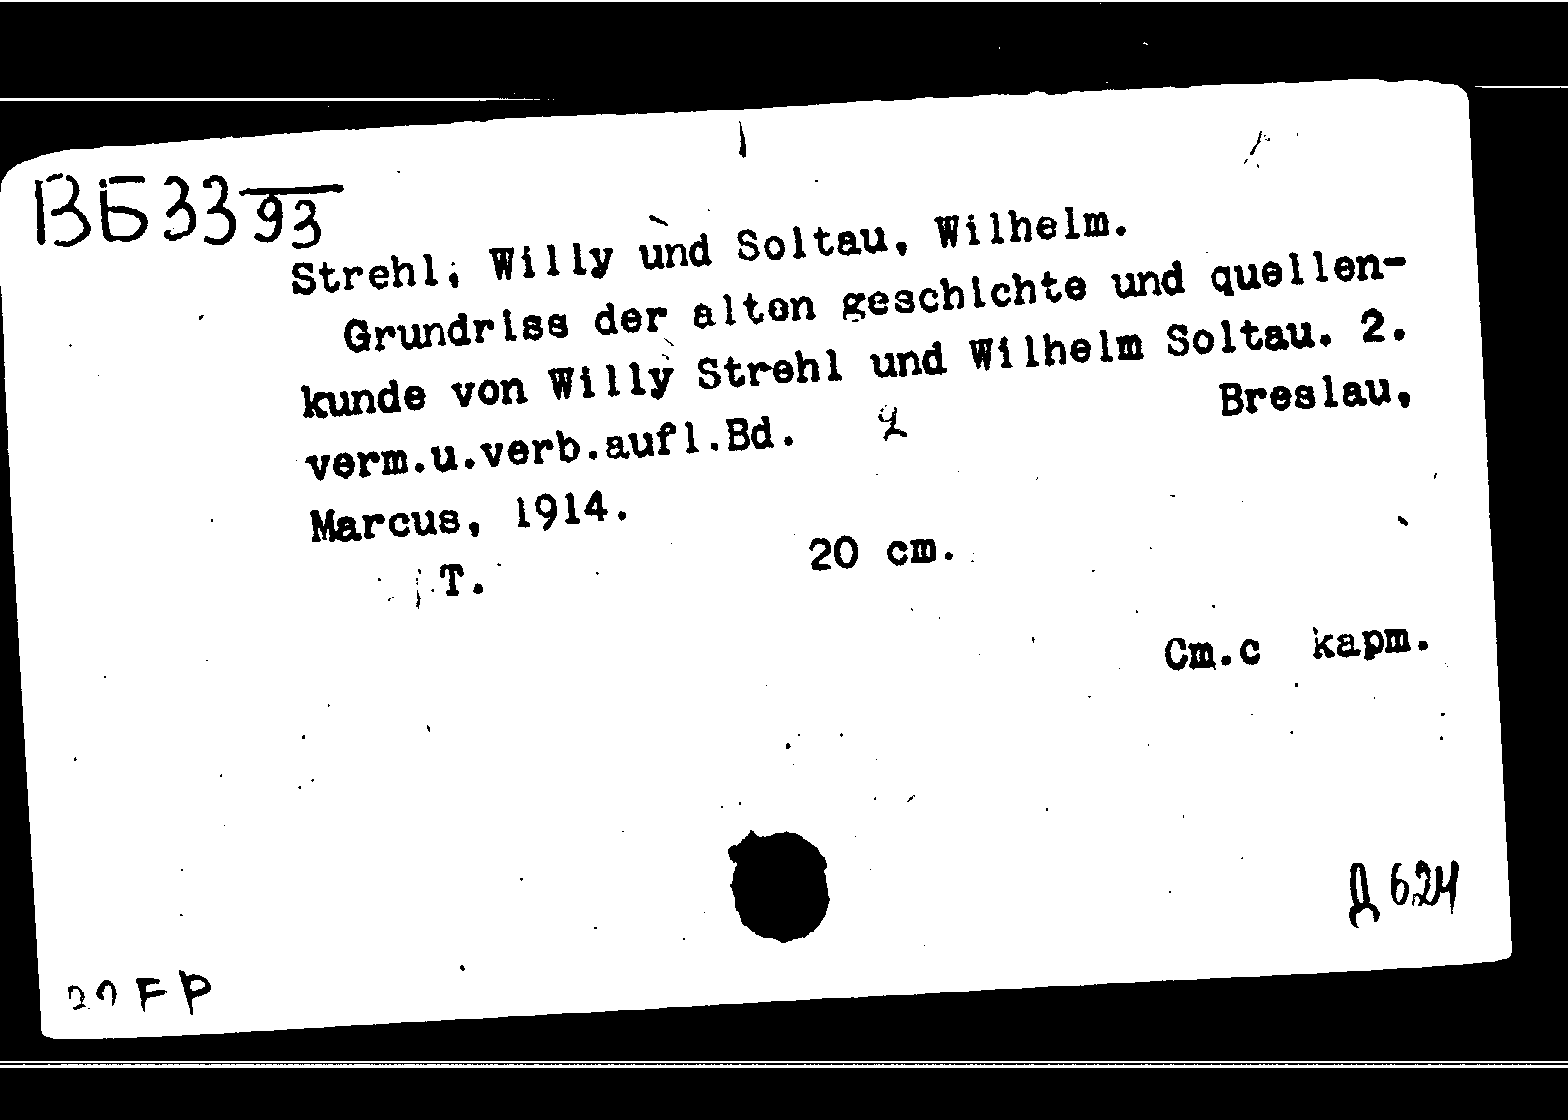 ВБ33 93
Strehl, Willy und Soltau, Wilhelm.
Grundriss der alten geschichte und quellen-
kunde von Willy Strehl und Wilhelm Soltau. 2.
verm.u.verb.aufl.Bd. 2 Breslau,
Marcus, 1914.
T. 20 cm.
Cm.c kapm.
Д 624
FP